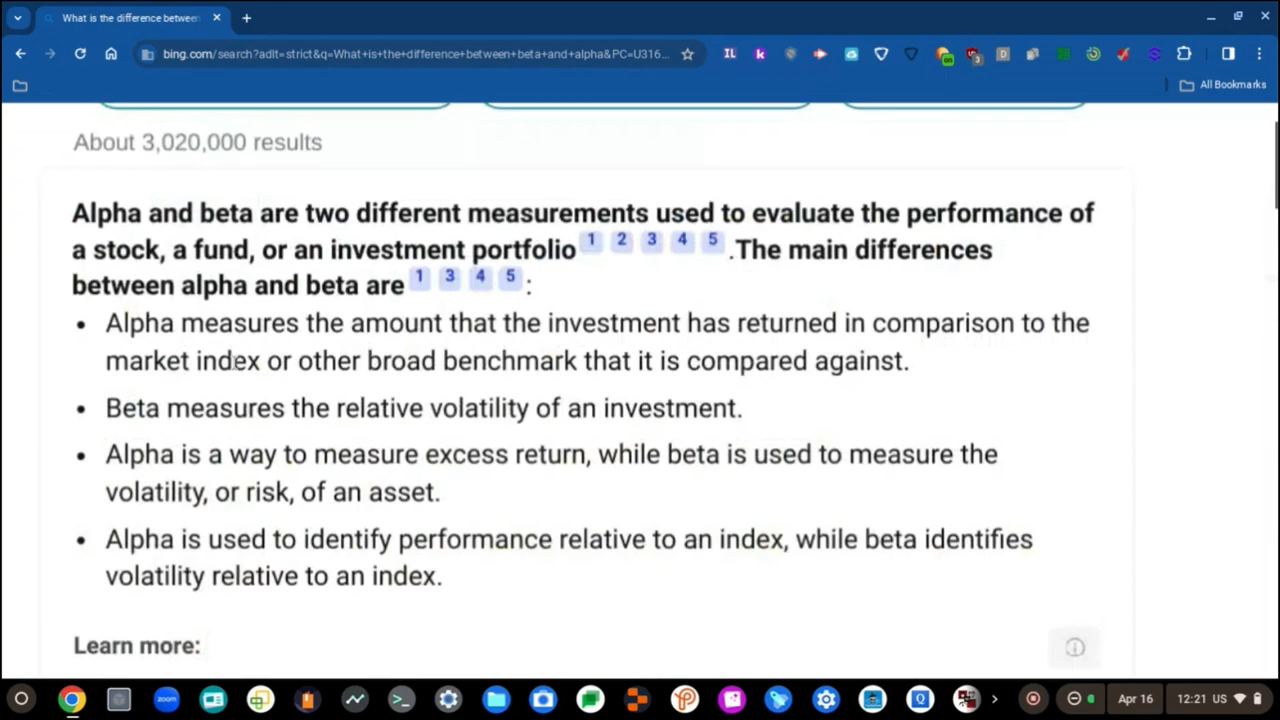 What is the difference between
bing.com/search?adlt=strict&q=What+is+the+difference+between+beta+and+alpha&PC=U316...
All Bookmarks
About 3,020,000 results
Alpha and beta are two different measurements used to evaluate the performance of
a stock, a fund, or an investment portfolio 1 2 3 4 5 .The main differences
between alpha and beta are 1 3 4 5 :
• Alpha measures the amount that the investment has returned in comparison to the
market index or other broad benchmark that it is compared against.
• Beta measures the relative volatility of an investment.
• Alpha is a way to measure excess return, while beta is used to measure the
volatility, or risk, of an asset.
• Alpha is used to identify performance relative to an index, while beta identifies
volatility relative to an index.
Learn more:
zoom
Apr 16
12:21 US